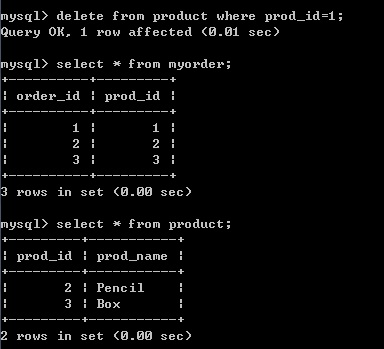 mysql> delete from product where prod_id=1;
Query OK, 1 row affected (0.01 sec)
mysql> select * from myorder;
+----------+---------+
| order_id | prod_id |
+----------+---------+
|        1 |       1 |
|        2 |       2 |
|        3 |       3 |
+----------+---------+
3 rows in set (0.00 sec)
mysql> select * from product;
+---------+-----------+
| prod_id | prod_name |
+---------+-----------+
|       2 | Pencil    |
|       3 | Box       |
+---------+-----------+
2 rows in set (0.00 sec)